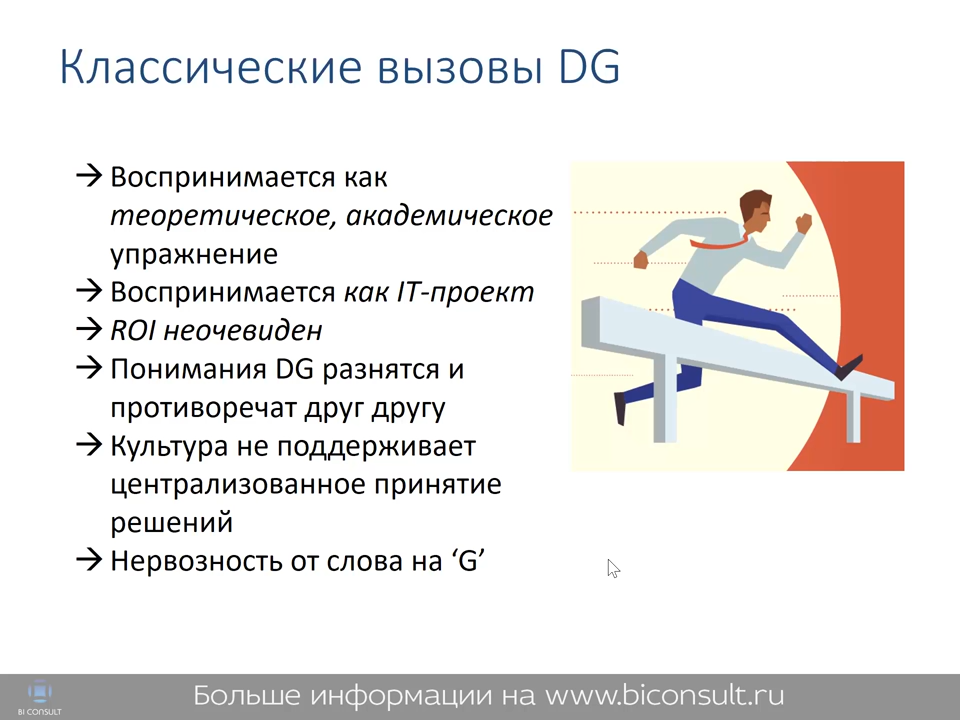 Классические вызовы DG
→ Воспринимается как
теоретическое, академическое
упражнение
→ Воспринимается как IT-проект
→ ROI неочевиден
→ Понимания DG разнятся и
противоречат друг другу
→ Культура не поддерживает
централизованное принятие
решений
→ Нервозность от слова на ‘G’
BI CONSULT
Больше информации на www.biconsult.ru